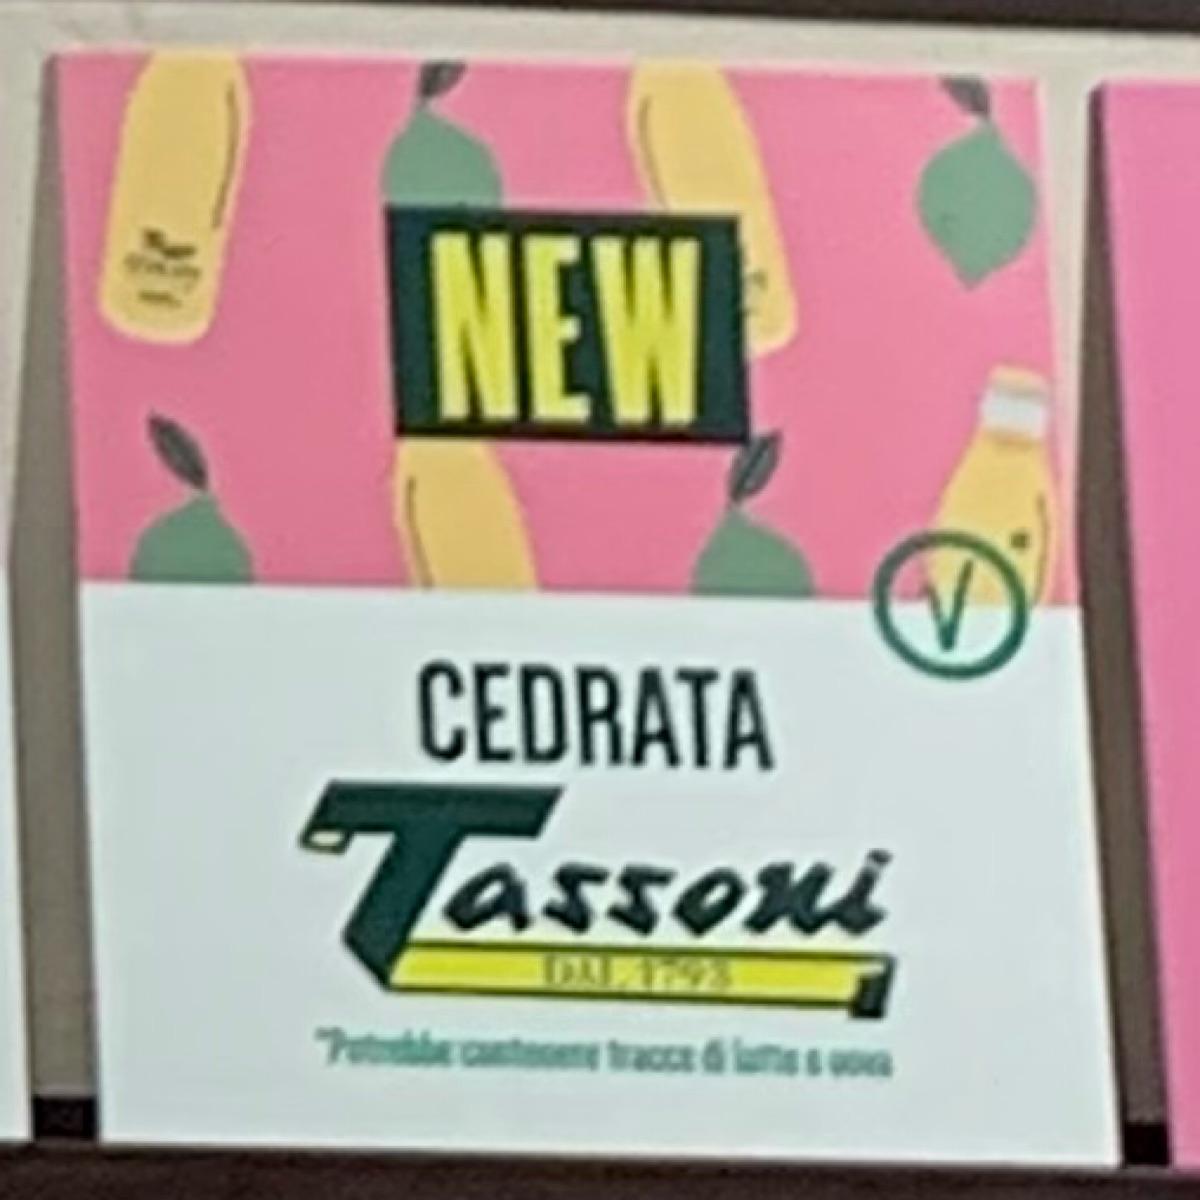 NEW
V
CEDRATA
Tassoni
DAL 1793
*Potrebbe contenere tracce di latte e uova